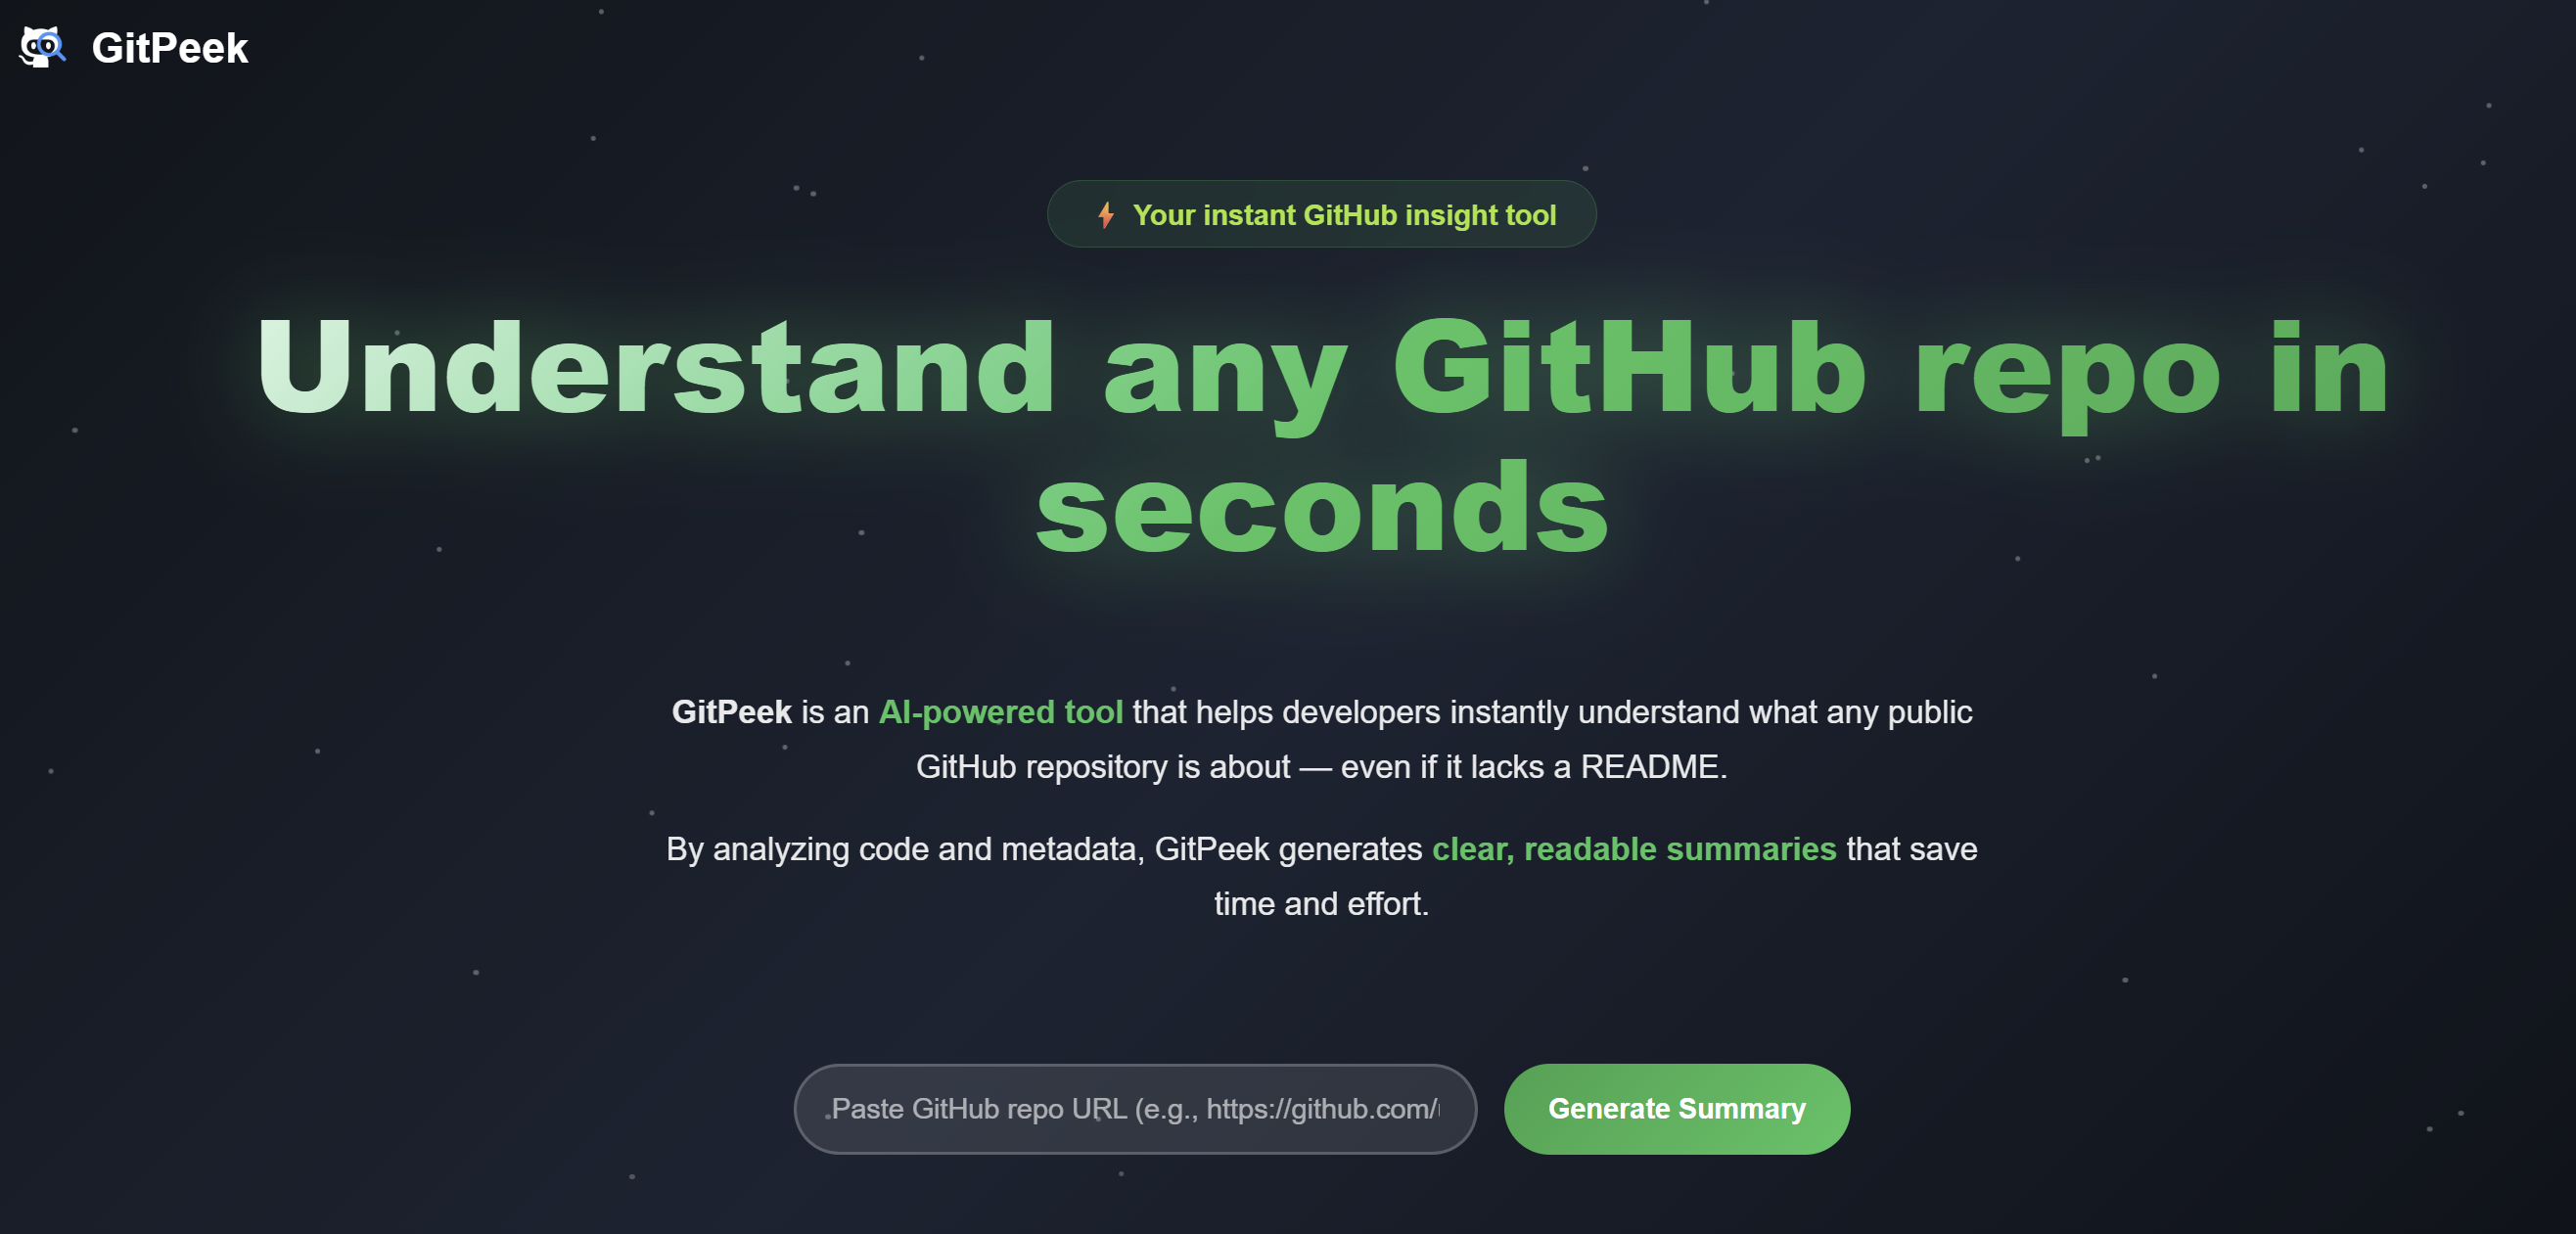 GitPeek
⚡ Your instant GitHub insight tool
Understand any GitHub repo in
seconds
GitPeek is an AI-powered tool that helps developers instantly understand what any public
GitHub repository is about — even if it lacks a README.
By analyzing code and metadata, GitPeek generates clear, readable summaries that save
time and effort.
Paste GitHub repo URL (e.g., https://github.com/
Generate Summary